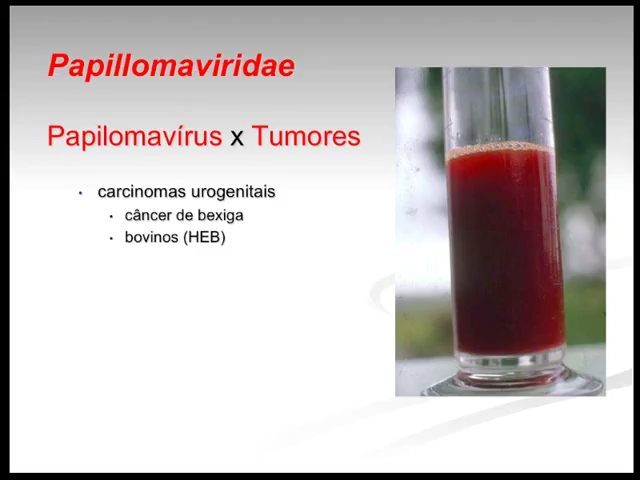 Papillomaviridae
Papilomavírus x Tumores
carcinomas urogenitais
câncer de bexiga
bovinos (HEB)